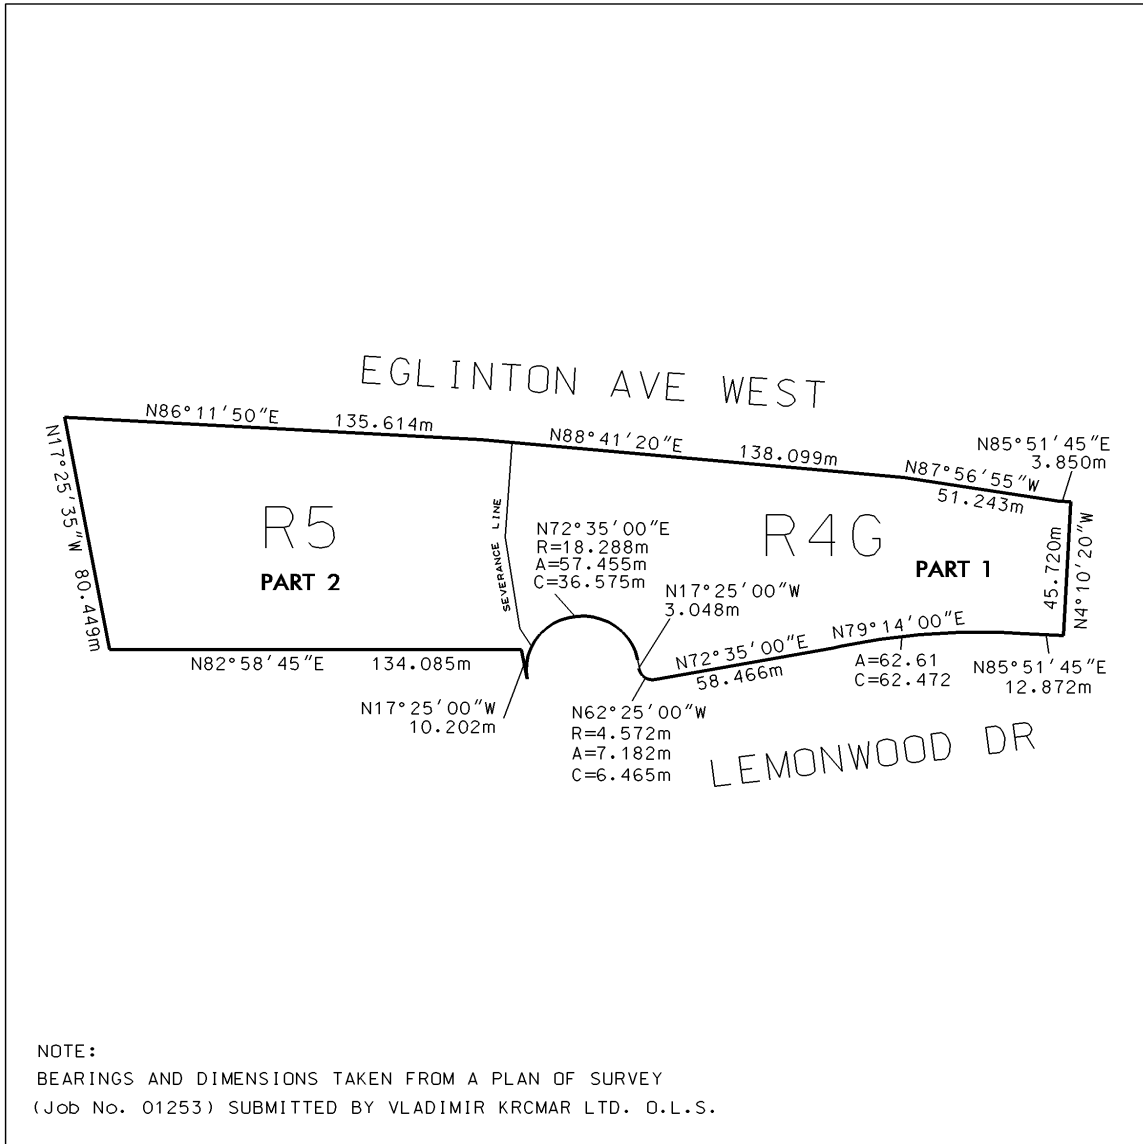 EGLINTON AVE WEST
N86°11'50"E 135.614m
N88°41'20"E 138.099m
N85°51'45"E
3.850m
N87°56'55"W
51.243m
N17°25'35"W 80.449m
R5
PART 2
SEVERANCE LINE
N72°35'00"E
R=18.288m
A=57.455m
C=36.575m
R4G
PART 1
45.720m
N4°10'20"W
N17°25'00"W
3.048m
N82°58'45"E 134.085m
N72°35'00"E
58.466m
N79°14'00"E
A=62.61
C=62.472
N85°51'45"E
12.872m
N17°25'00"W
10.202m
N62°25'00"W
R=4.572m
A=7.182m
C=6.465m
LEMONWOOD DR
NOTE:
BEARINGS AND DIMENSIONS TAKEN FROM A PLAN OF SURVEY
(Job No. 01253) SUBMITTED BY VLADIMIR KRCMAR LTD. O.L.S.